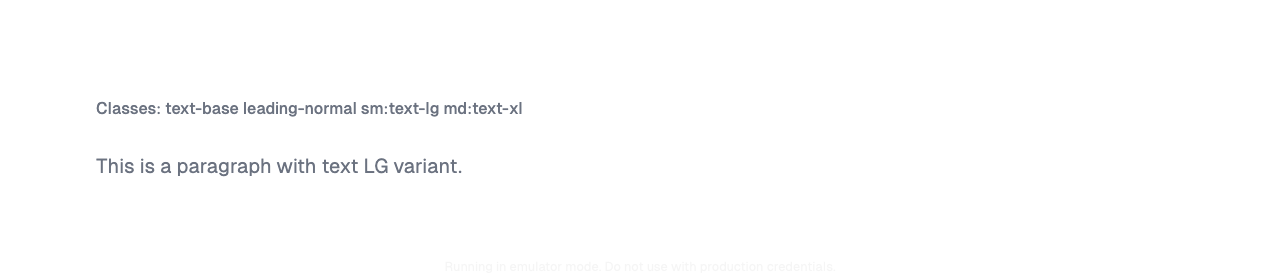 Classes: text-base leading-normal sm:text-lg md:text-xl
This is a paragraph with text LG variant.
Running in emulator mode. Do not use with production credentials.